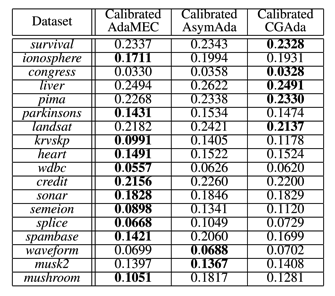 Dataset Calibrated AdaMEC Calibrated AsymAda Calibrated CGAda
survival 0.2337 0.2343 0.2328
ionosphere 0.1711 0.1994 0.1931
congress 0.0330 0.0358 0.0328
liver 0.2494 0.2622 0.2491
pima 0.2268 0.2338 0.2330
parkinsons 0.1431 0.1534 0.1474
landsat 0.2182 0.2421 0.2137
krvskp 0.0991 0.1405 0.1178
heart 0.1491 0.1522 0.1524
wdbc 0.0557 0.0626 0.0620
credit 0.2156 0.2260 0.2200
sonar 0.1828 0.1846 0.1829
semeion 0.0898 0.1341 0.1120
splice 0.0668 0.1049 0.0729
spambase 0.1421 0.2060 0.1699
waveform 0.0699 0.0688 0.0702
musk2 0.1397 0.1367 0.1408
mushroom 0.1051 0.1817 0.1281